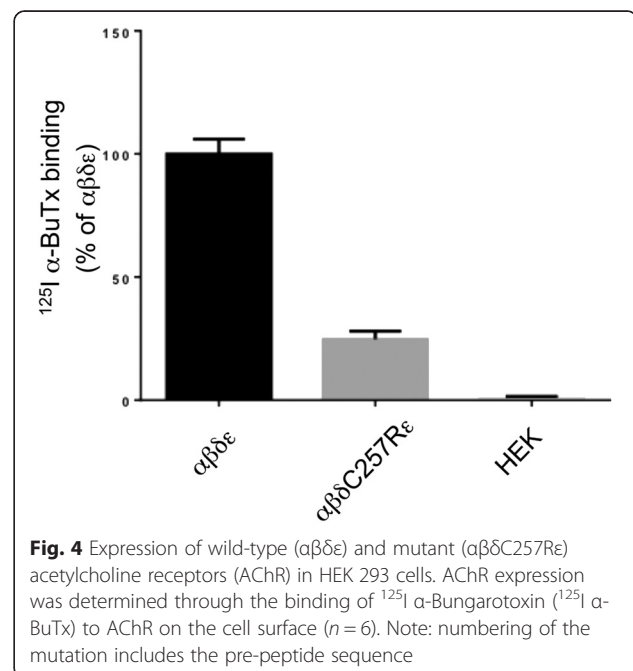 150
100
50
0
¹²⁵I α-BuTx binding
(% of αβδε)
αβδε
αβδC257Rε
HEK
Fig. 4 Expression of wild-type (αβδε) and mutant (αβδC257Rε)
acetylcholine receptors (AChR) in HEK 293 cells. AChR expression
was determined through the binding of ¹²⁵I α-Bungarotoxin (¹²⁵I α-
BuTx) to AChR on the cell surface (n = 6). Note: numbering of the
mutation includes the pre-peptide sequence